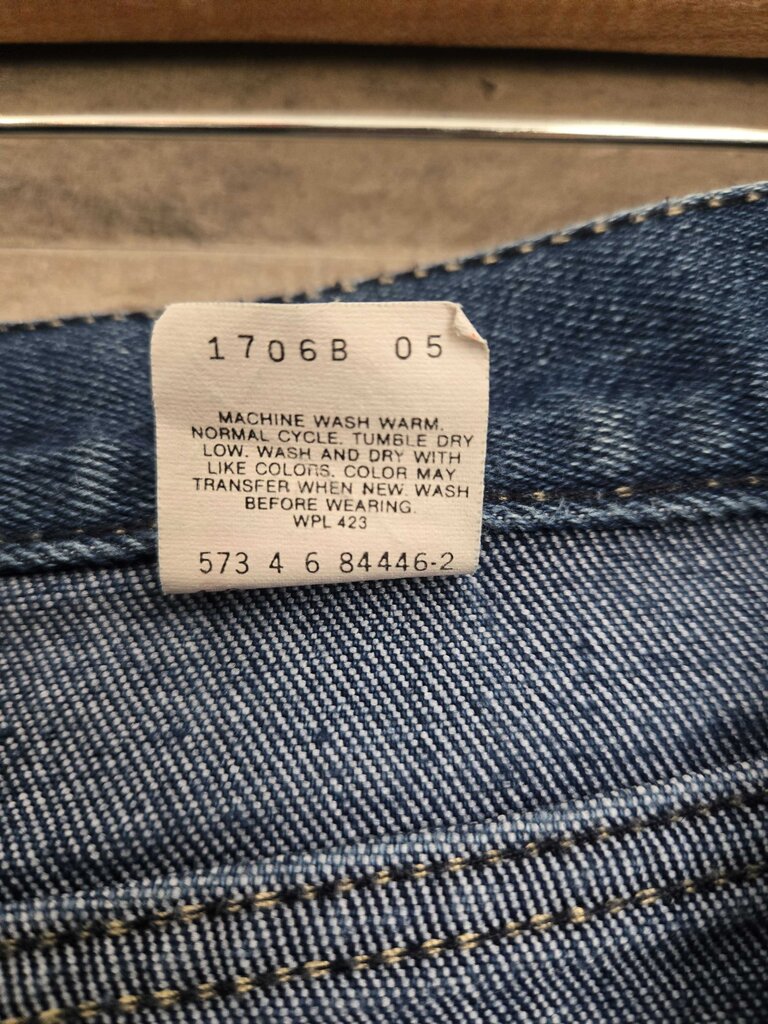 1706B 05
MACHINE WASH WARM.
NORMAL CYCLE. TUMBLE DRY
LOW. WASH AND DRY WITH
LIKE COLORS. COLOR MAY
TRANSFER WHEN NEW. WASH
BEFORE WEARING.
WPL 423
573 4 6 84446-2